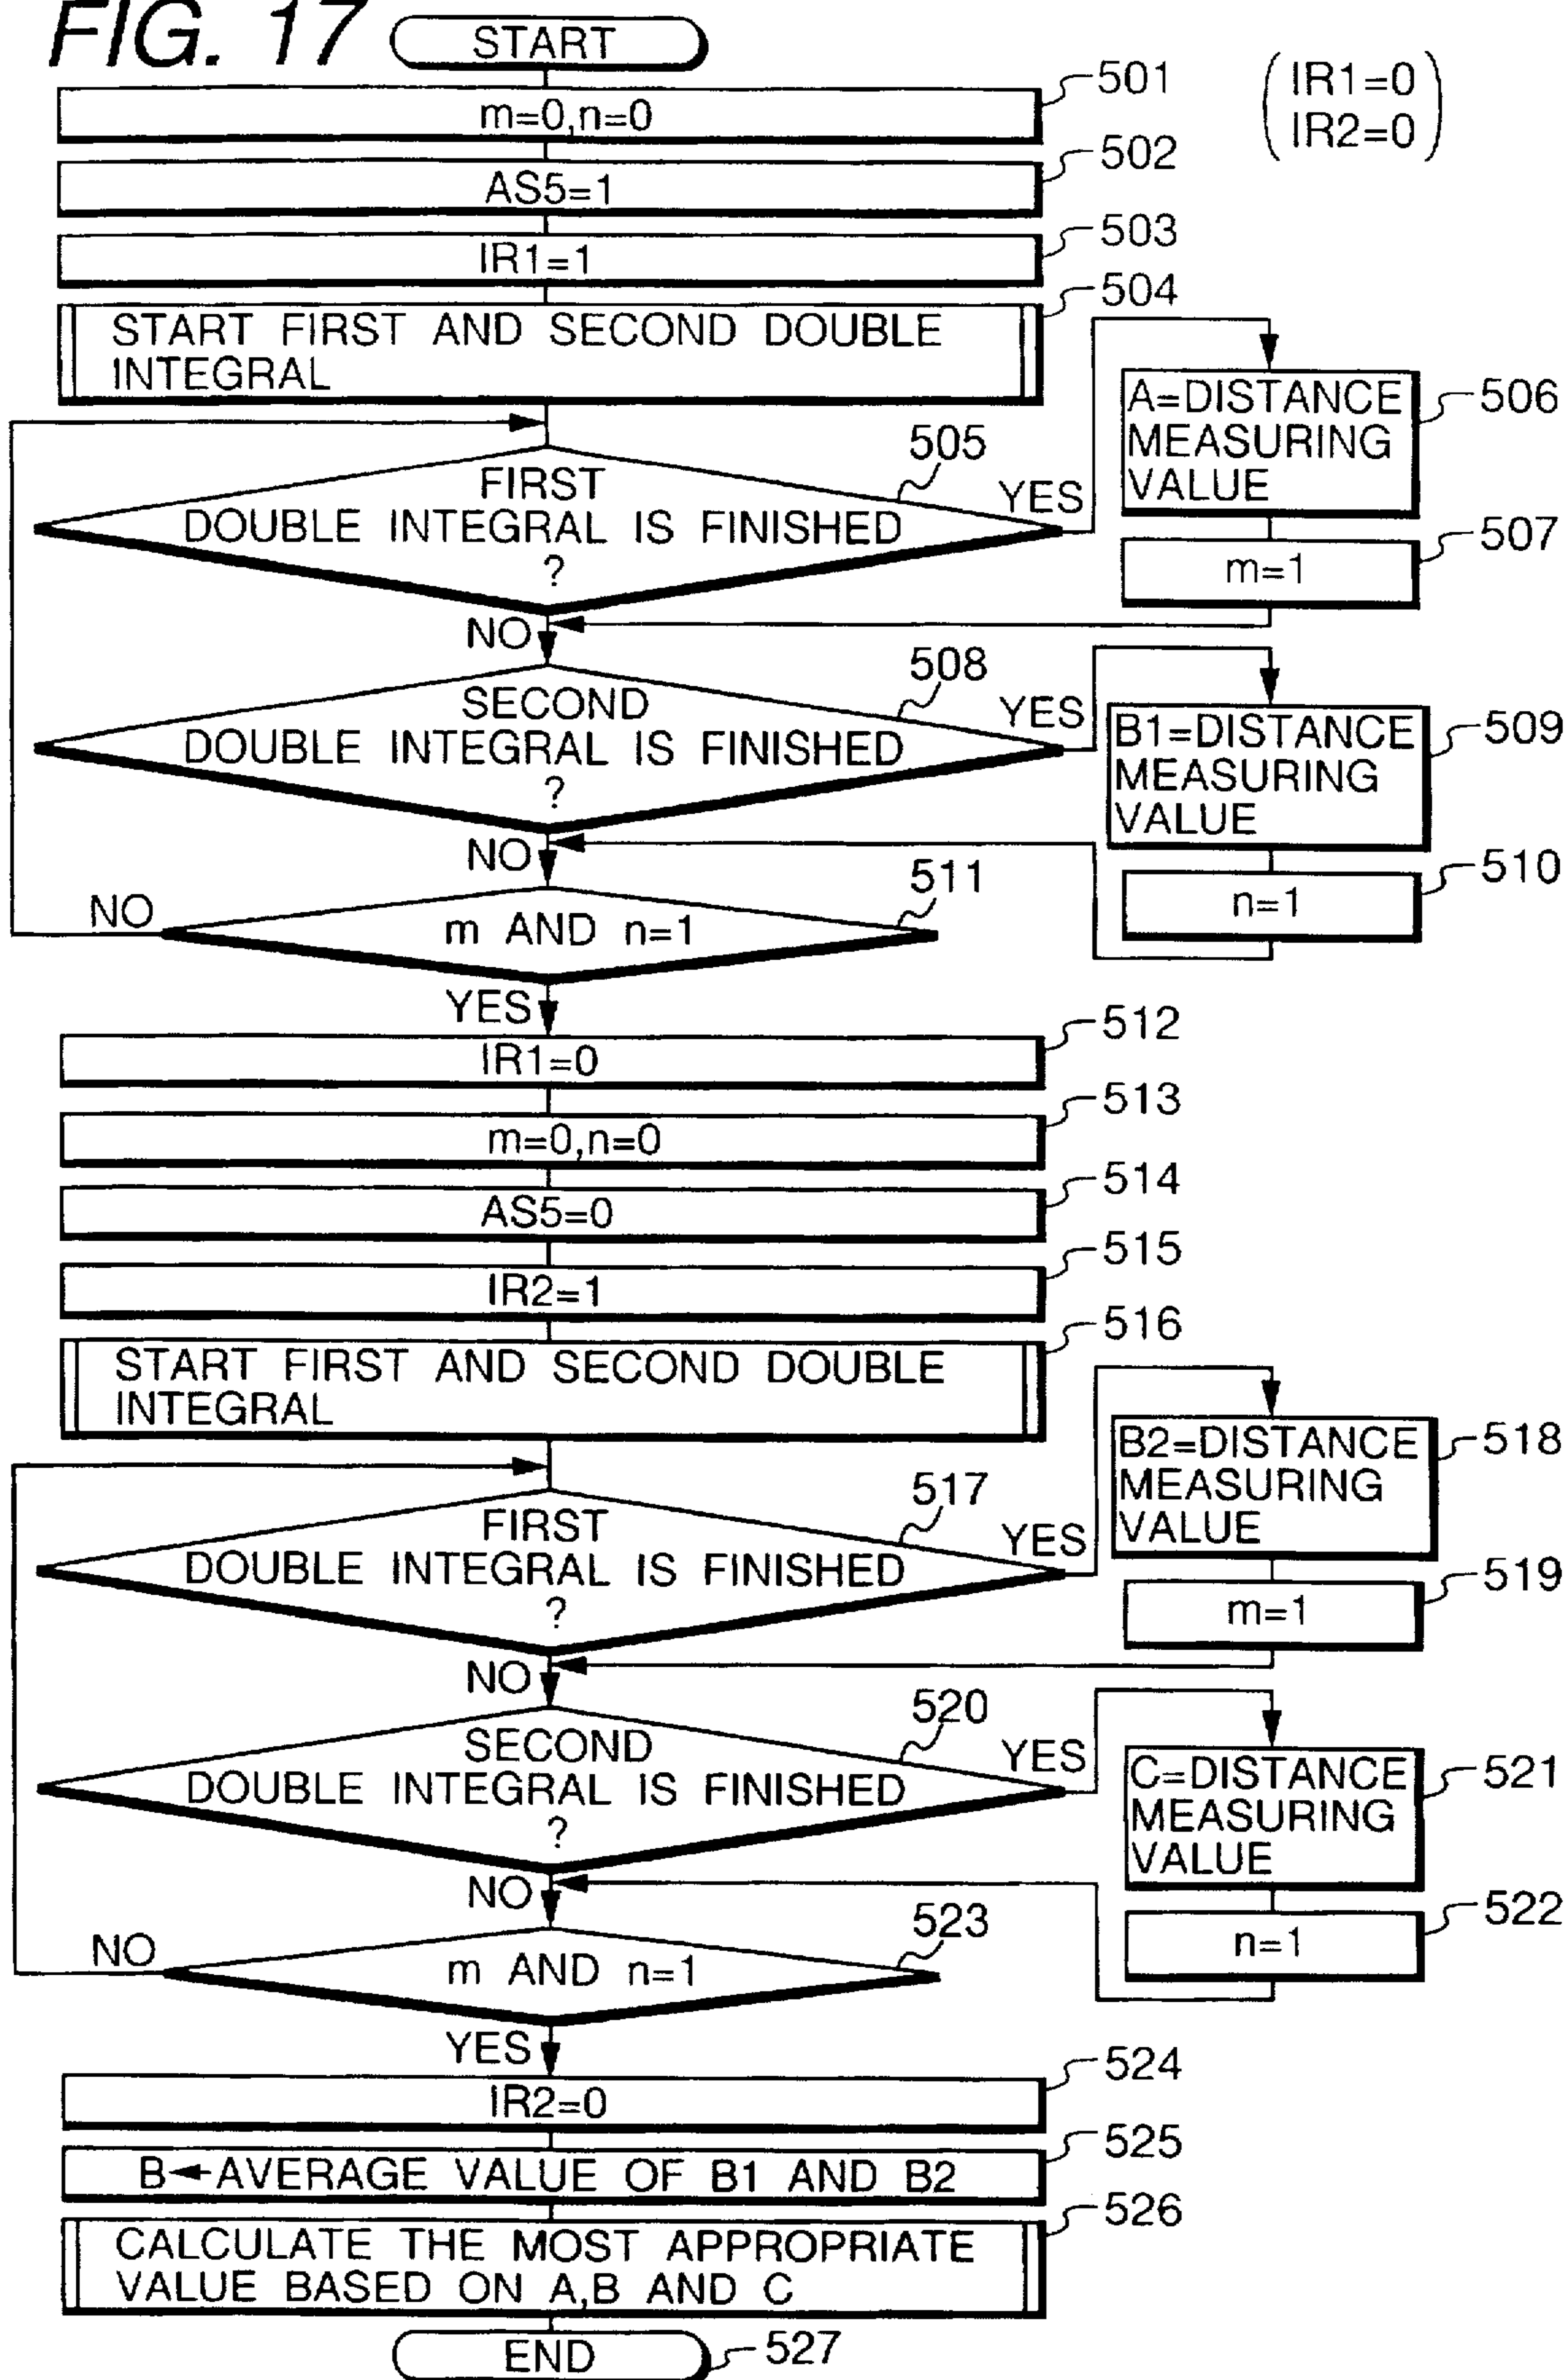 FIG. 17
START
(IR1=0
IR2=0)
501
m=0,n=0
502
AS5=1
503
IR1=1
504
START FIRST AND SECOND DOUBLE
INTEGRAL
505
FIRST
DOUBLE INTEGRAL IS FINISHED
?
YES
NO
506
A=DISTANCE
MEASURING
VALUE
507
m=1
508
SECOND
DOUBLE INTEGRAL IS FINISHED
?
YES
NO
509
B1=DISTANCE
MEASURING
VALUE
510
n=1
511
m AND n=1
NO
YES
512
IR1=0
513
m=0,n=0
514
AS5=0
515
IR2=1
516
START FIRST AND SECOND DOUBLE
INTEGRAL
517
FIRST
DOUBLE INTEGRAL IS FINISHED
?
YES
NO
518
B2=DISTANCE
MEASURING
VALUE
519
m=1
520
SECOND
DOUBLE INTEGRAL IS FINISHED
?
YES
NO
521
C=DISTANCE
MEASURING
VALUE
522
n=1
523
m AND n=1
NO
YES
524
IR2=0
525
B←AVERAGE VALUE OF B1 AND B2
526
CALCULATE THE MOST APPROPRIATE
VALUE BASED ON A,B AND C
END
527